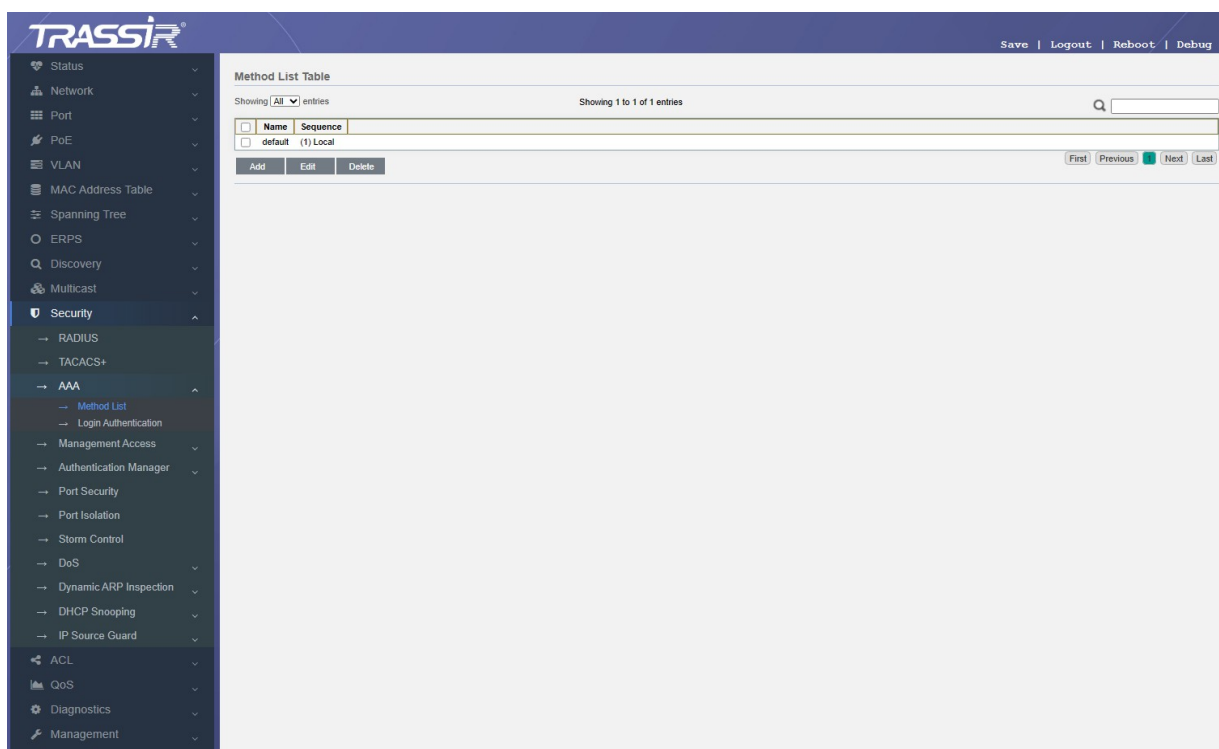 TRASSIR®
Save | Logout | Reboot | Debug
Status
Network
Port
PoE
VLAN
MAC Address Table
Spanning Tree
ERPS
Discovery
Multicast
Security
→ RADIUS
→ TACACS+
→ AAA
→ Method List
→ Login Authentication
→ Management Access
→ Authentication Manager
→ Port Security
→ Port Isolation
→ Storm Control
→ DoS
→ Dynamic ARP Inspection
→ DHCP Snooping
→ IP Source Guard
ACL
QoS
Diagnostics
Management
Method List Table
Showing All entries
Showing 1 to 1 of 1 entries
Name Sequence
default (1) Local
Add Edit Delete
First Previous 1 Next Last